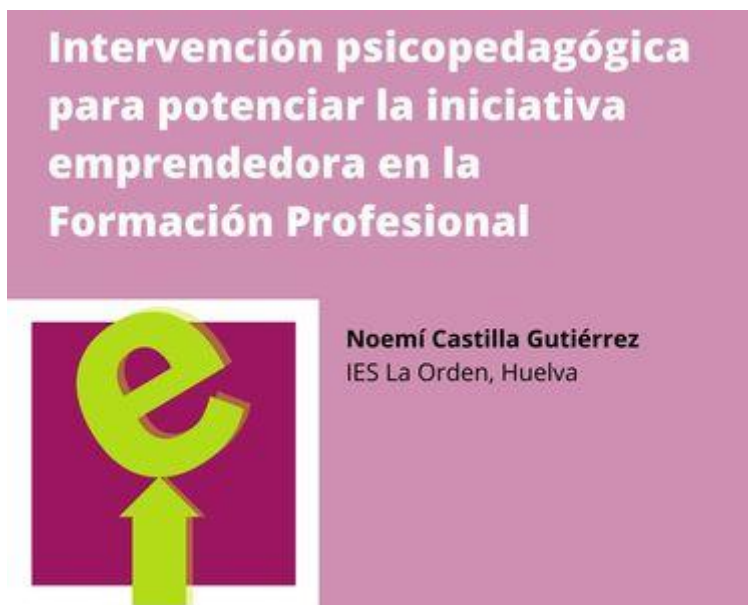 Intervención psicopedagógica
para potenciar la iniciativa
emprendedora en la
Formación Profesional
Noemí Castilla Gutiérrez
IES La Orden, Huelva
e